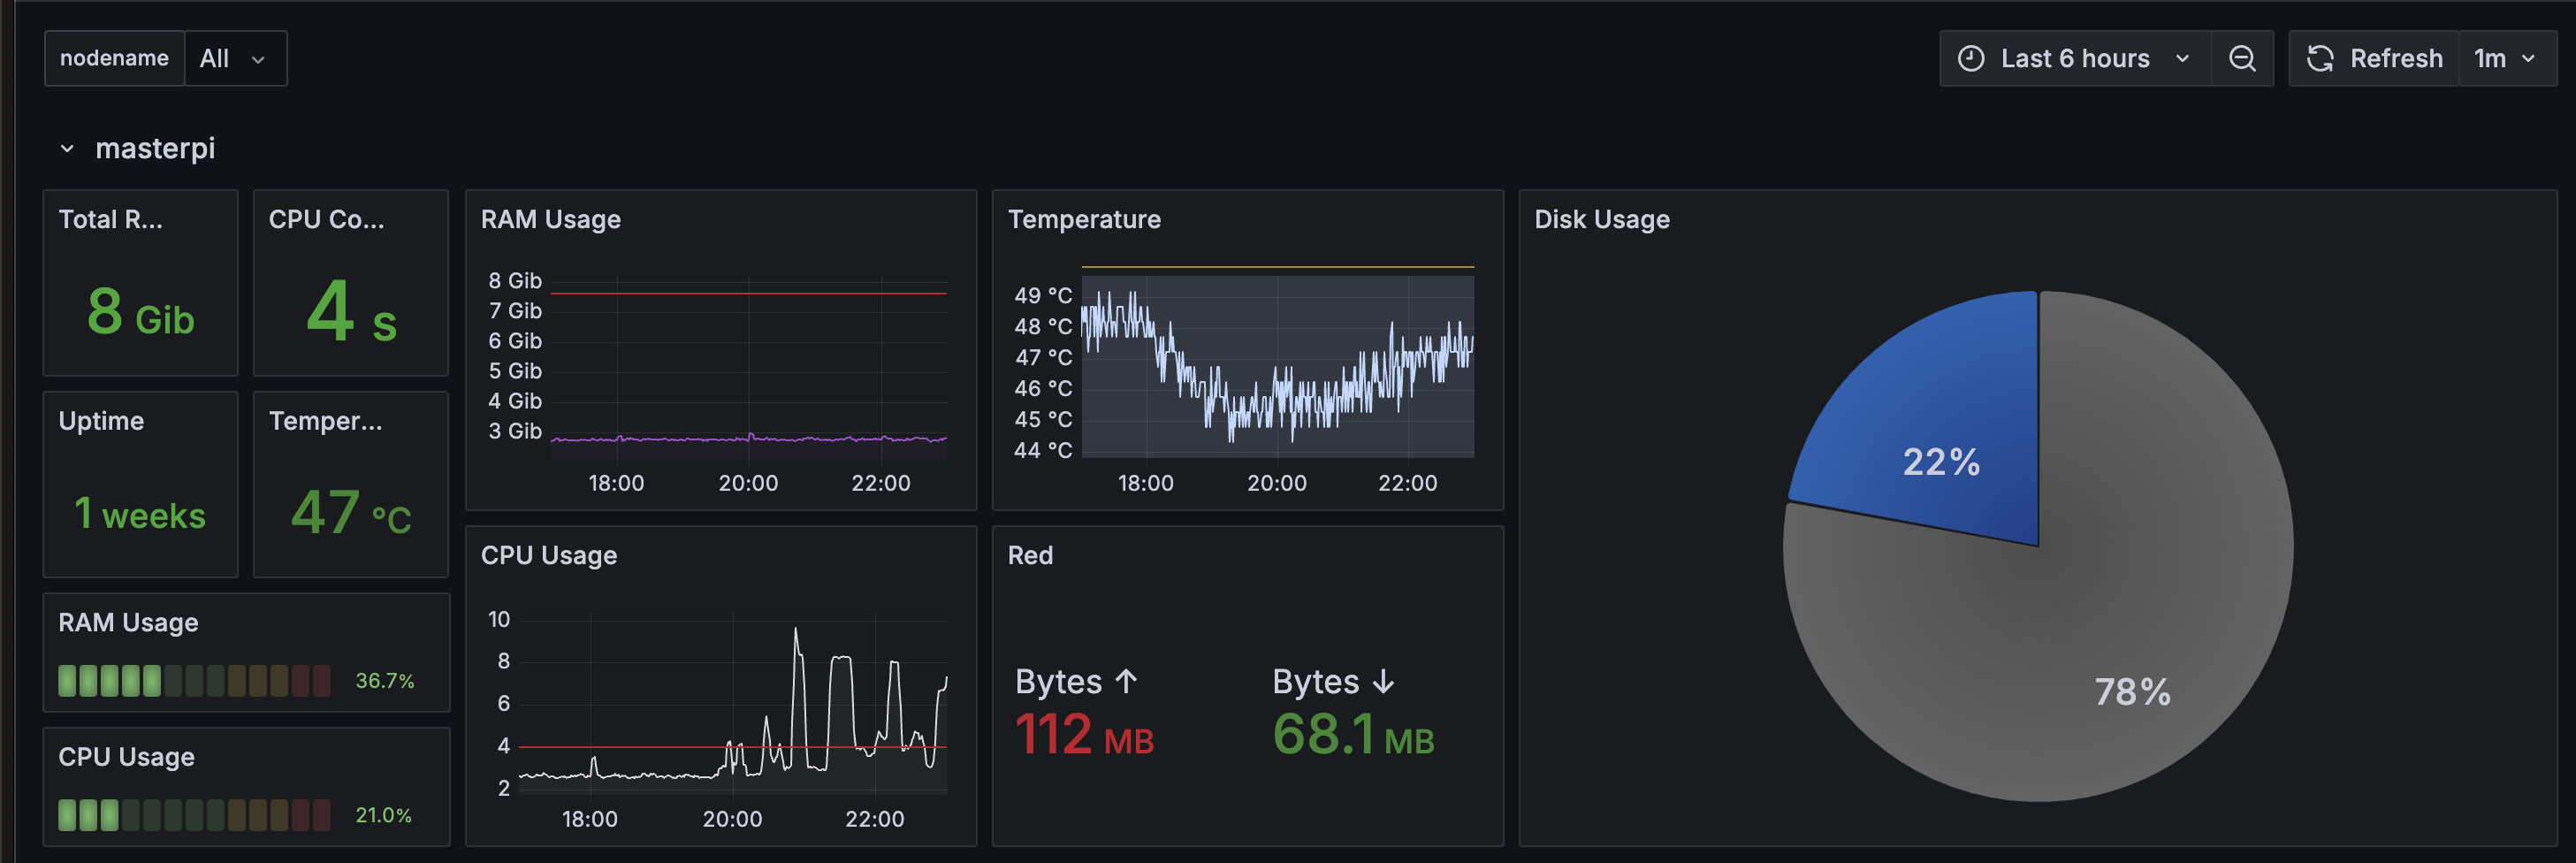 nodename All
Last 6 hours
Refresh 1m
masterpi
Total R...
8 Gib
CPU Co...
4 s
Uptime
1 weeks
Temper...
47 °C
RAM Usage
36.7%
CPU Usage
21.0%
RAM Usage
8 Gib
7 Gib
6 Gib
5 Gib
4 Gib
3 Gib
18:00 20:00 22:00
CPU Usage
10
8
6
4
2
18:00 20:00 22:00
Temperature
49 °C
48 °C
47 °C
46 °C
45 °C
44 °C
18:00 20:00 22:00
Red
Bytes ↑
112 MB
Bytes ↓
68.1 MB
Disk Usage
22%
78%